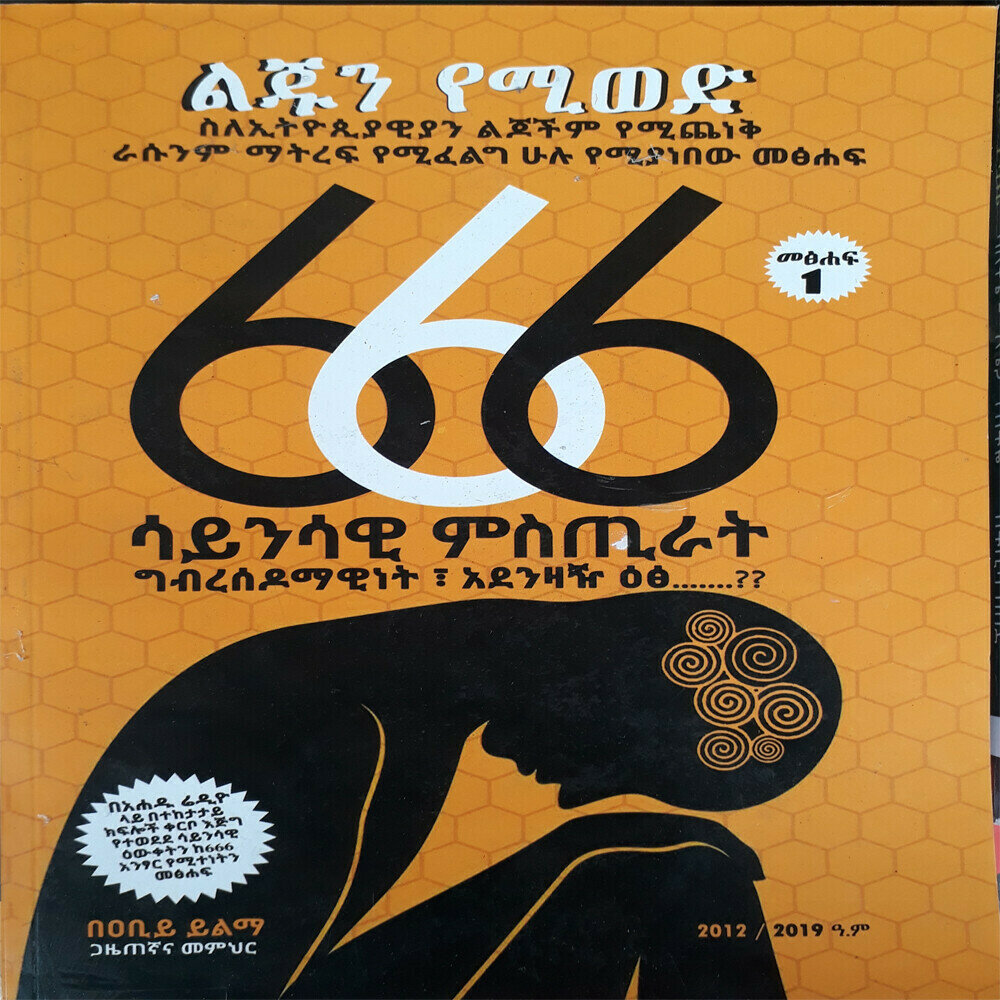 ልጁን የሚወድ
ስለኢትዮጲያዊያን ልጆችም የሚጨነቅ
ራሱንም ማትረፍ የሚፈልግ ሁሉ የሚያነበው መፅሐፍ
666
መፅሐፍ
1
ሳይንሳዊ ምስጢራት
ግብረሰዶማዊነት ፣ አደንዛዥ ዕፅ.......??
በአሐዱ ሬዲዮ
ላይ በተከታታይ
ክፍሎች ቀርቦ እጅግ
የተወደደ ሳይንሳዊ
ዕውቀትን ከ666
አንፃር የሚተነትን
መፅሐፍ
በዐቢይ ይልማ
ጋዜጠኛና መምህር
2012 / 2019 ዓ.ም